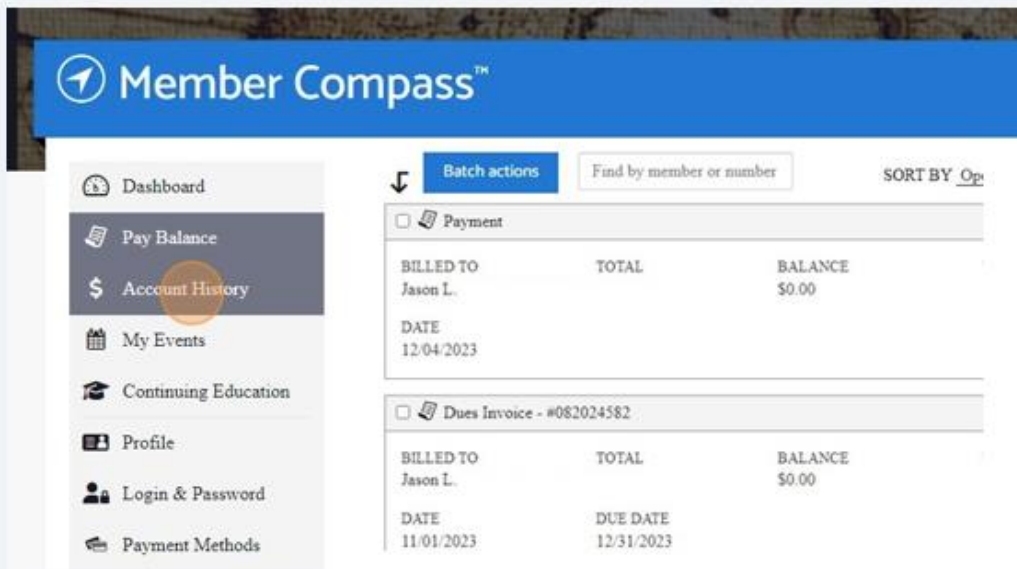 Member Compass™
Dashboard
Pay Balance
Account History
My Events
Continuing Education
Profile
Login & Password
Payment Methods
Batch actions
Find by member or number
SORT BY
Payment
BILLED TO TOTAL BALANCE
Jason L. $0.00
DATE
12/04/2023
Dues Invoice - #082024582
BILLED TO TOTAL BALANCE
Jason L. $0.00
DATE DUE DATE
11/01/2023 12/31/2023